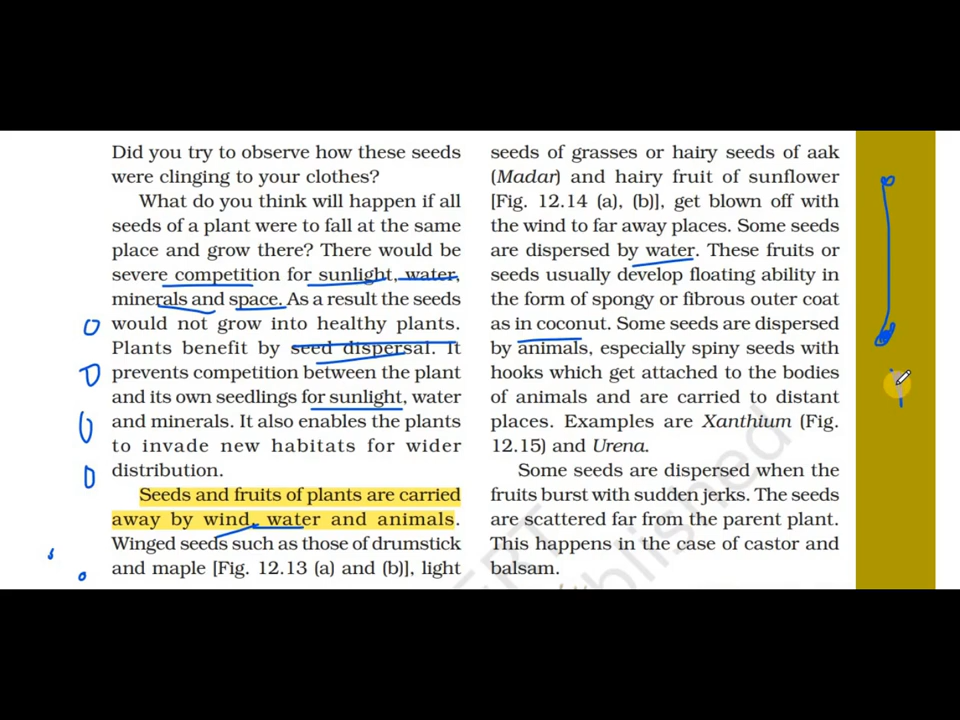 Did you try to observe how these seeds
were clinging to your clothes?
What do you think will happen if all
seeds of a plant were to fall at the same
place and grow there? There would be
severe competition for sunlight, water,
minerals and space. As a result the seeds
would not grow into healthy plants.
Plants benefit by seed dispersal. It
prevents competition between the plant
and its own seedlings for sunlight, water
and minerals. It also enables the plants
to invade new habitats for wider
distribution.
Seeds and fruits of plants are carried
away by wind, water and animals.
Winged seeds such as those of drumstick
and maple [Fig. 12.13 (a) and (b)], light
seeds of grasses or hairy seeds of aak
(Madar) and hairy fruit of sunflower
[Fig. 12.14 (a), (b)], get blown off with
the wind to far away places. Some seeds
are dispersed by water. These fruits or
seeds usually develop floating ability in
the form of spongy or fibrous outer coat
as in coconut. Some seeds are dispersed
by animals, especially spiny seeds with
hooks which get attached to the bodies
of animals and are carried to distant
places. Examples are Xanthium (Fig.
12.15) and Urena.
Some seeds are dispersed when the
fruits burst with sudden jerks. The seeds
are scattered far from the parent plant.
This happens in the case of castor and
balsam.